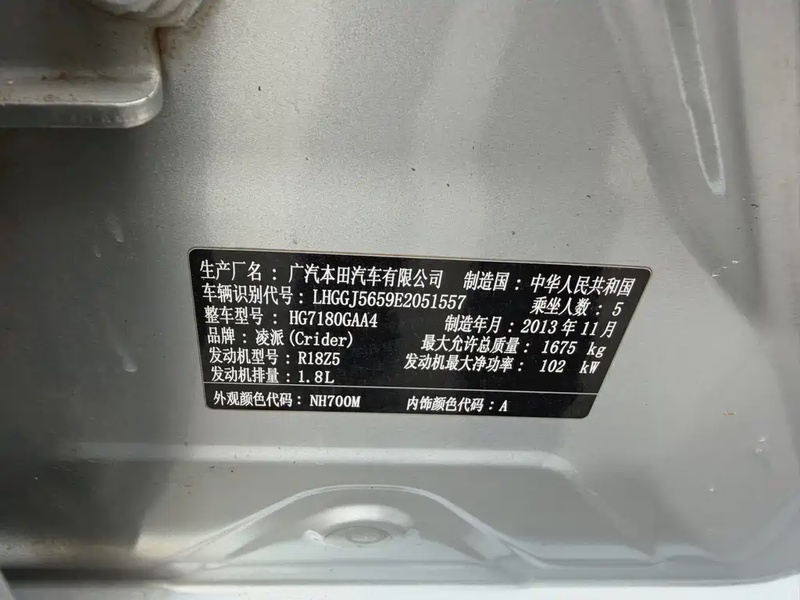 生产厂名：广汽本田汽车有限公司 制造国：中华人民共和国
车辆识别代号：LHGGJ5659E2051557 乘坐人数：5
整车型号：HG7180GAA4 制造年月：2013年11月
品牌：凌派(Crider) 最大允许总质量：1675 kg
发动机型号：R18Z5 发动机最大净功率：102 kW
发动机排量：1.8L
外观颜色代码：NH700M 内饰颜色代码：A